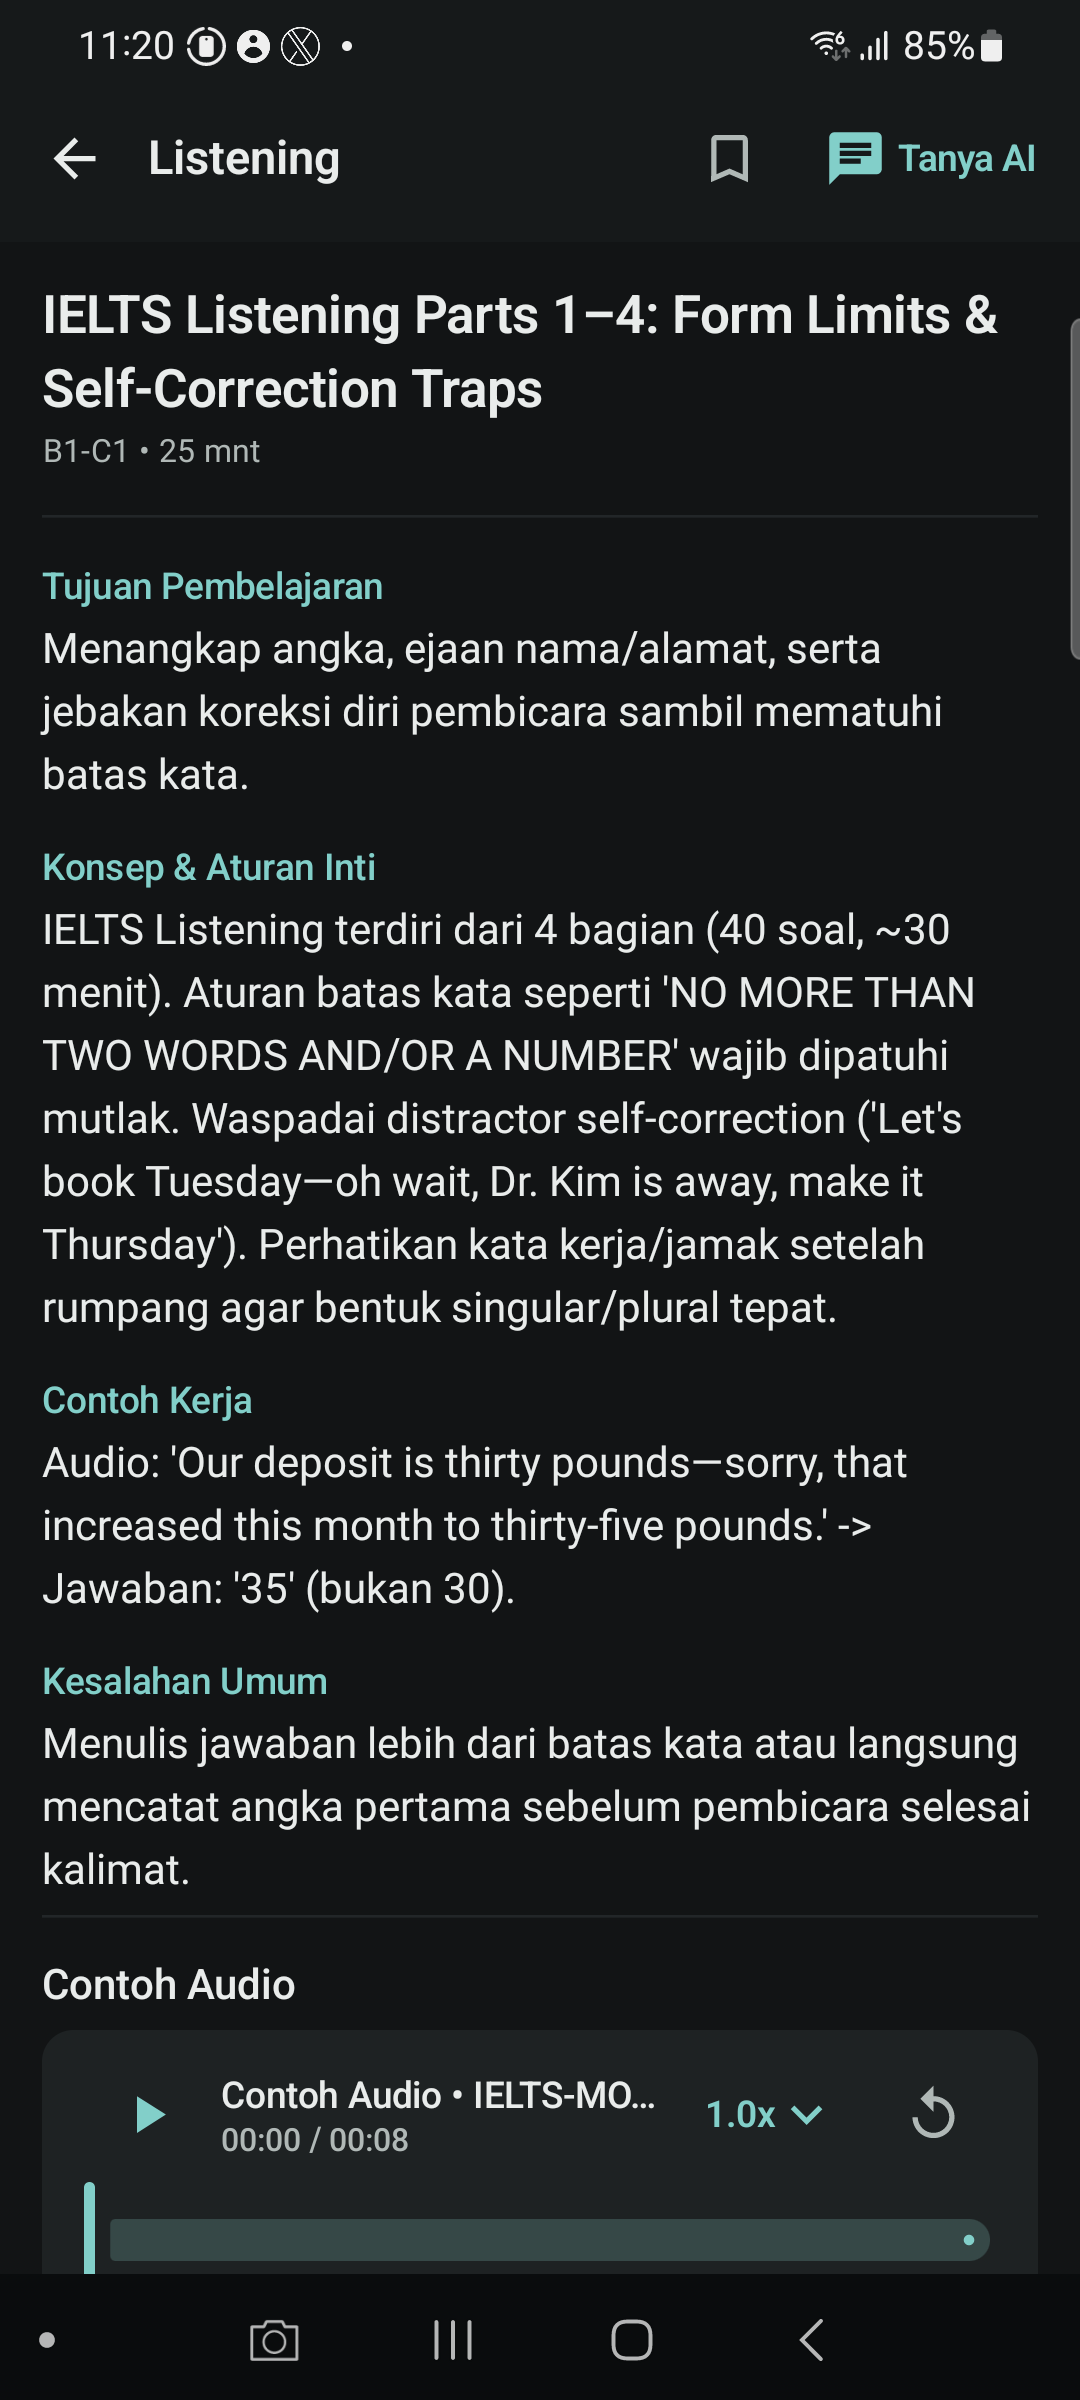 11:20
85%
Listening
Tanya AI
IELTS Listening Parts 1–4: Form Limits &
Self-Correction Traps
B1-C1 • 25 mnt
Tujuan Pembelajaran
Menangkap angka, ejaan nama/alamat, serta
jebakan koreksi diri pembicara sambil mematuhi
batas kata.
Konsep & Aturan Inti
IELTS Listening terdiri dari 4 bagian (40 soal, ~30
menit). Aturan batas kata seperti 'NO MORE THAN
TWO WORDS AND/OR A NUMBER' wajib dipatuhi
mutlak. Waspadai distractor self-correction ('Let's
book Tuesday—oh wait, Dr. Kim is away, make it
Thursday'). Perhatikan kata kerja/jamak setelah
rumpang agar bentuk singular/plural tepat.
Contoh Kerja
Audio: 'Our deposit is thirty pounds—sorry, that
increased this month to thirty-five pounds.' ->
Jawaban: '35' (bukan 30).
Kesalahan Umum
Menulis jawaban lebih dari batas kata atau langsung
mencatat angka pertama sebelum pembicara selesai
kalimat.
Contoh Audio
Contoh Audio • IELTS-MO...
1.0x
00:00 / 00:08